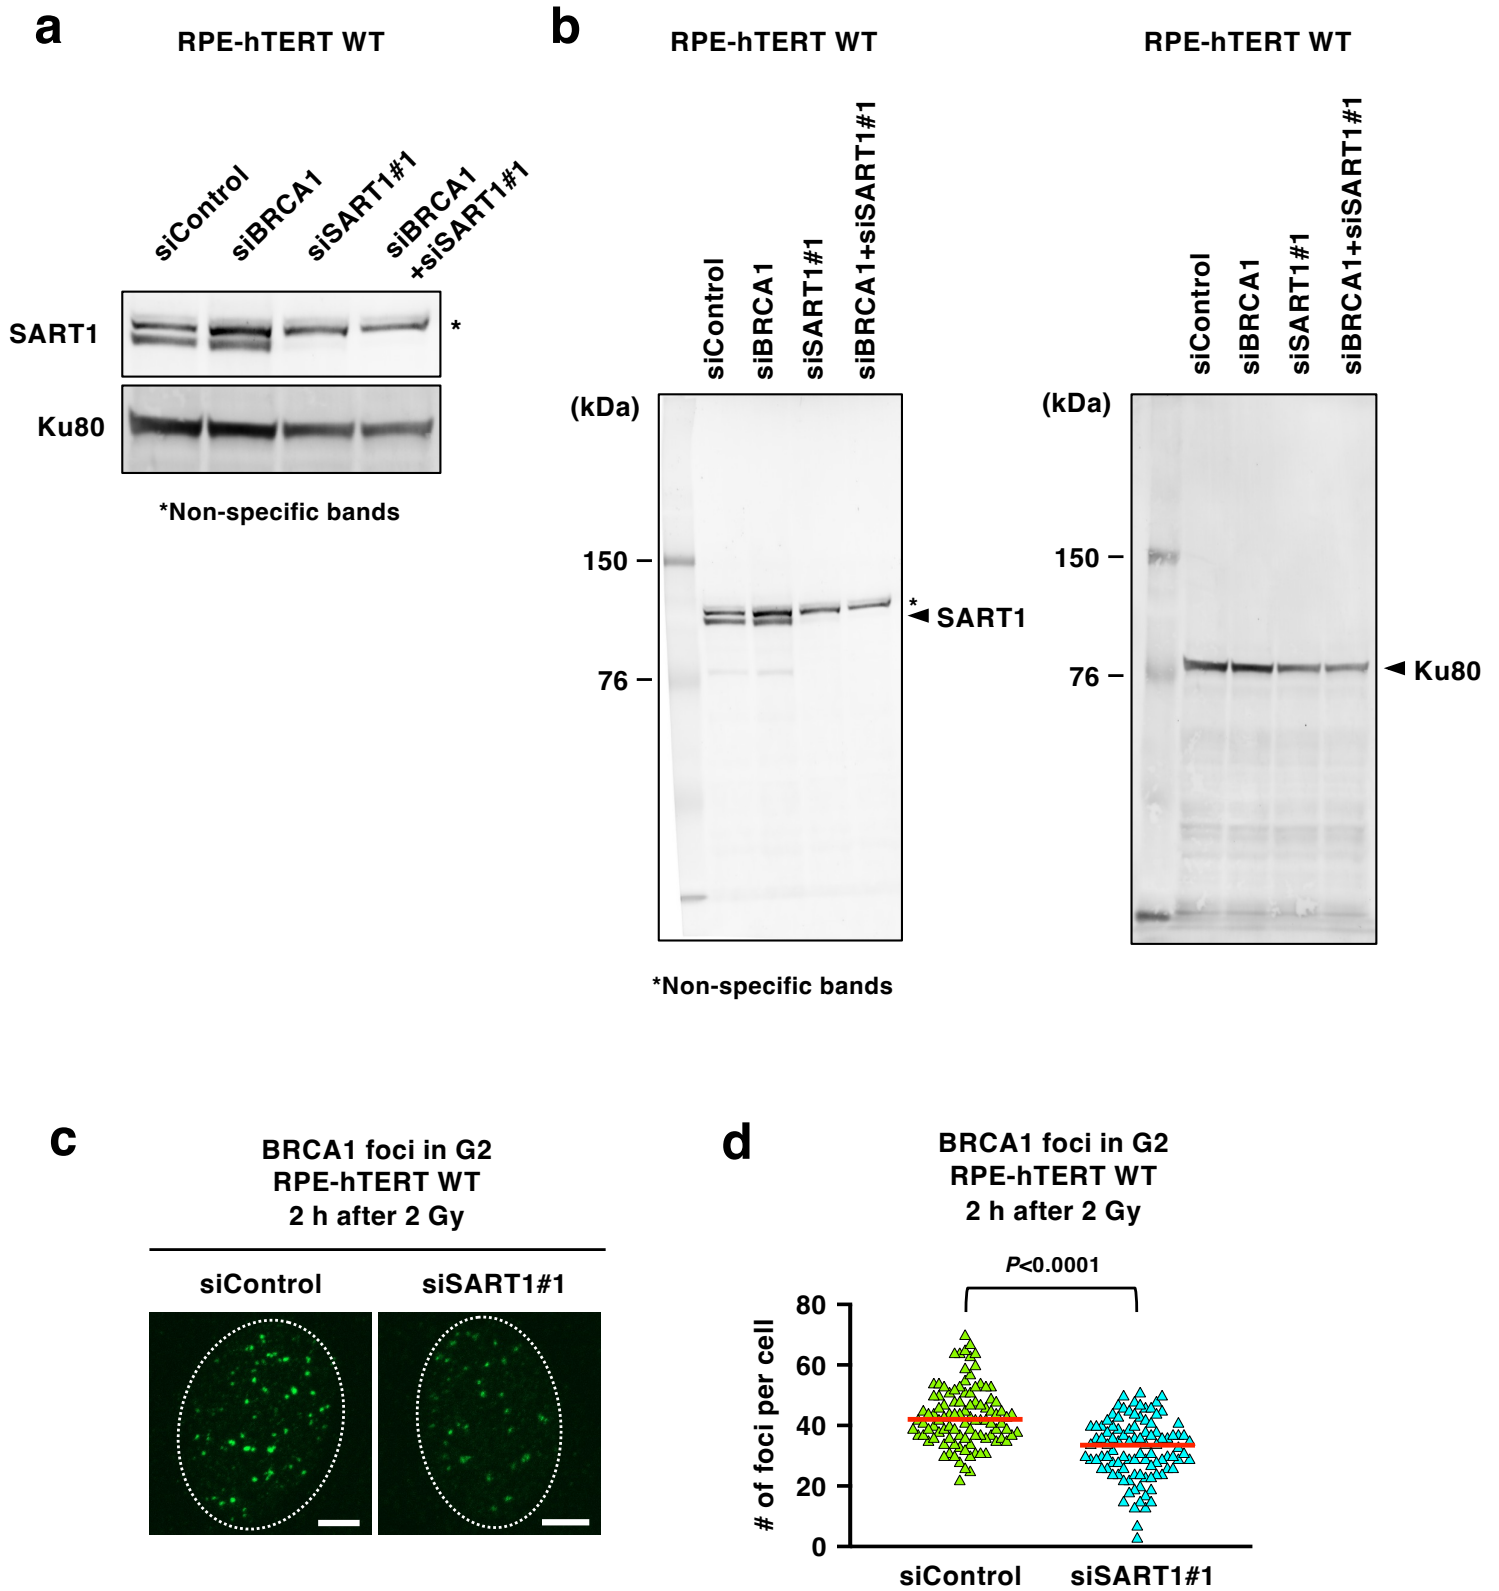 a
RPE-hTERT WT
siControl
siBRCA1
siSART1#1
siBRCA1
+siSART1#1
SART1
*
Ku80
*Non-specific bands
b
RPE-hTERT WT
siControl
siBRCA1
siSART1#1
siBRCA1+siSART1#1
(kDa)
150
76
*
SART1
*Non-specific bands
RPE-hTERT WT
siControl
siBRCA1
siSART1#1
siBRCA1+siSART1#1
(kDa)
150
76
Ku80
c
BRCA1 foci in G2
RPE-hTERT WT
2 h after 2 Gy
siControl
siSART1#1
d
BRCA1 foci in G2
RPE-hTERT WT
2 h after 2 Gy
P<0.0001
# of foci per cell
80
60
40
20
0
siControl
siSART1#1